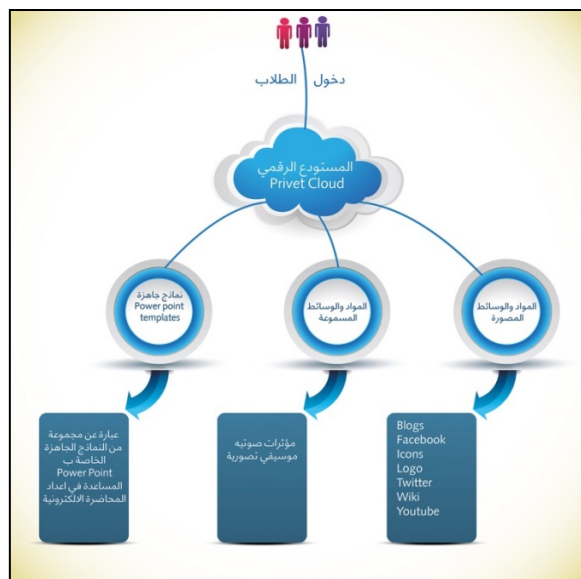 دخول الطلاب
المستودع الرقمي
Privet Cloud
المواد والوسائط
المصورة
المواد والوسائط
المسموعة
نماذج جاهزة
Power point
templates
Blogs
Facebook
Icons
Logo
Twitter
Wiki
Youtube
مؤثرات صوتيه
موسيقي تصورية
عبارة عن مجموعة
من النماذج الجاهزة
الخاصة ب
Power Point
المساعدة في اعداد
المحاضرة الالكترونية